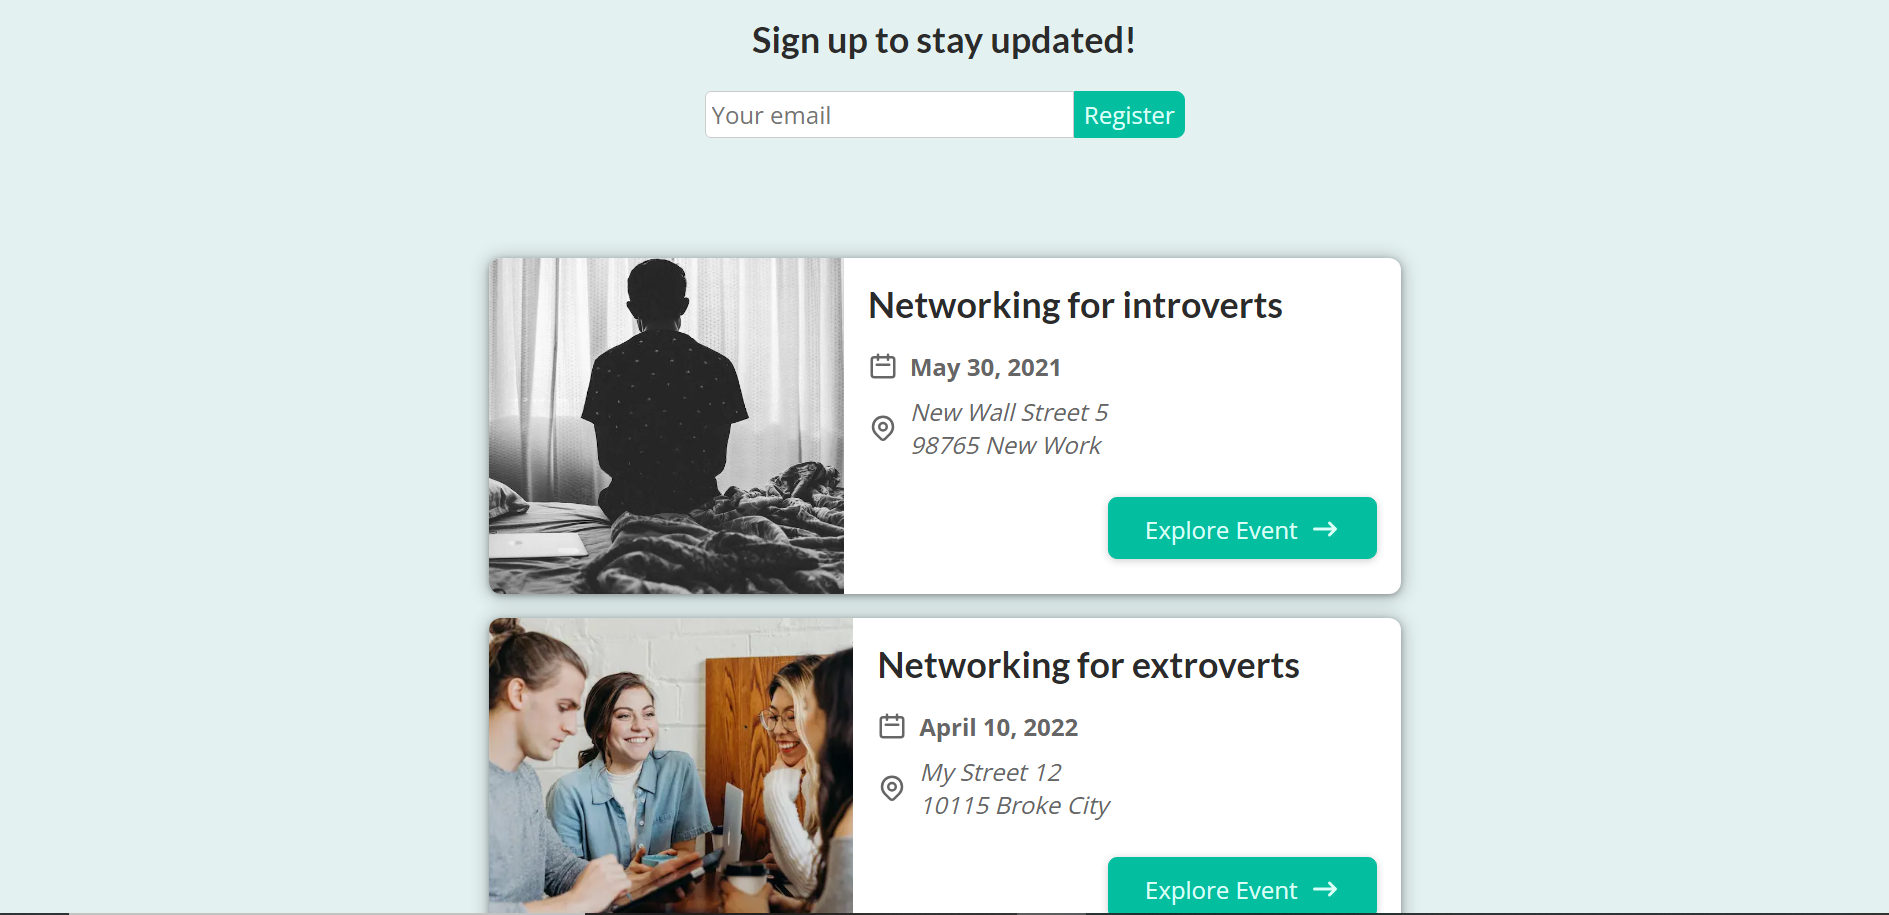 Sign up to stay updated!
Your email
Register
Networking for introverts
May 30, 2021
New Wall Street 5
98765 New Work
Explore Event
Networking for extroverts
April 10, 2022
My Street 12
10115 Broke City
Explore Event